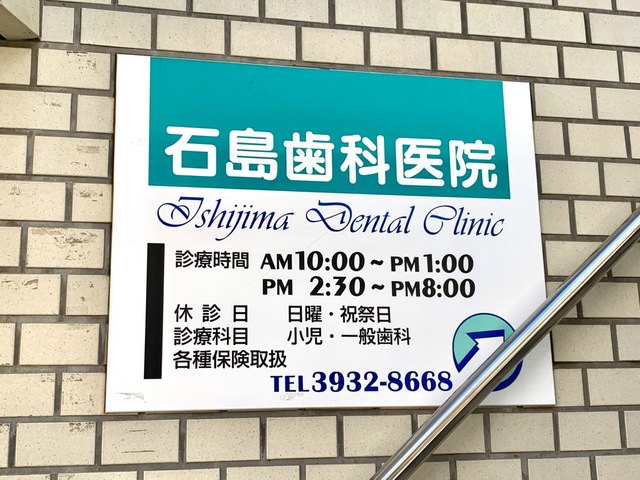 石島歯科医院
Ishijima Dental Clinic
診療時間 AM10:00~PM1:00
PM 2:30~PM8:00
休診日 日曜・祝祭日
診療科目 小児・一般歯科
各種保険取扱
TEL3932-8668